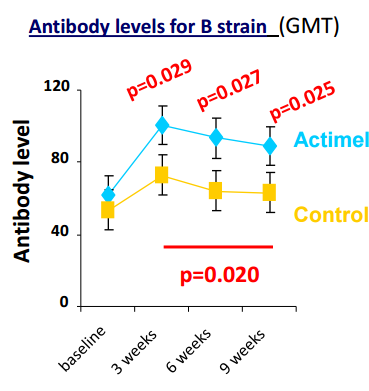 Antibody levels for B strain (GMT)
p=0.029
p=0.027
p=0.025
120
80
40
0
Antibody level
Actimel
Control
p=0.020
baseline
3 weeks
6 weeks
9 weeks